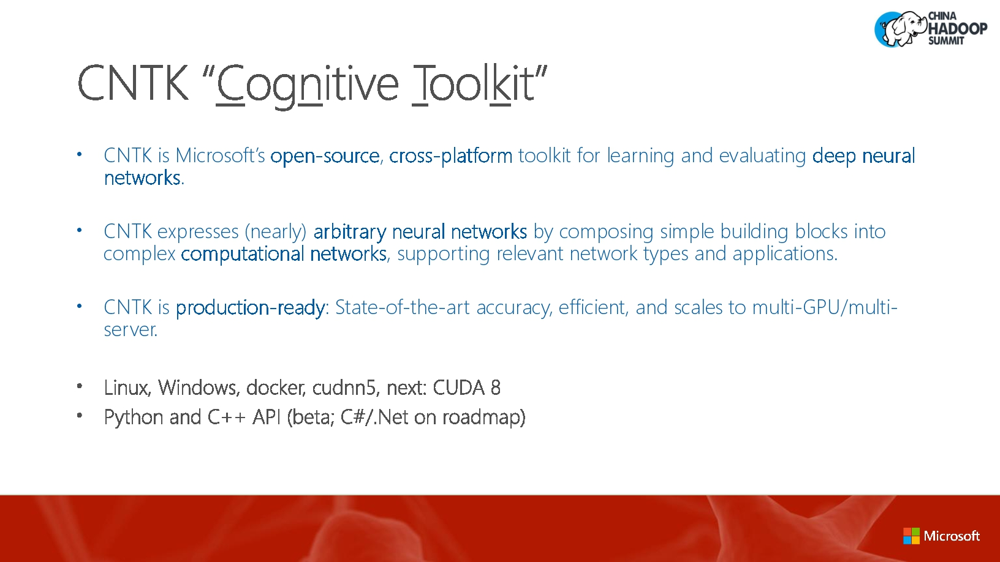 CHINA
HADOOP
SUMMIT
CNTK “Cognitive Toolkit”
• CNTK is Microsoft’s open-source, cross-platform toolkit for learning and evaluating deep neural
networks.
• CNTK expresses (nearly) arbitrary neural networks by composing simple building blocks into
complex computational networks, supporting relevant network types and applications.
• CNTK is production-ready: State-of-the-art accuracy, efficient, and scales to multi-GPU/multi-
server.
• Linux, Windows, docker, cudnn5, next: CUDA 8
• Python and C++ API (beta; C#/.Net on roadmap)
Microsoft